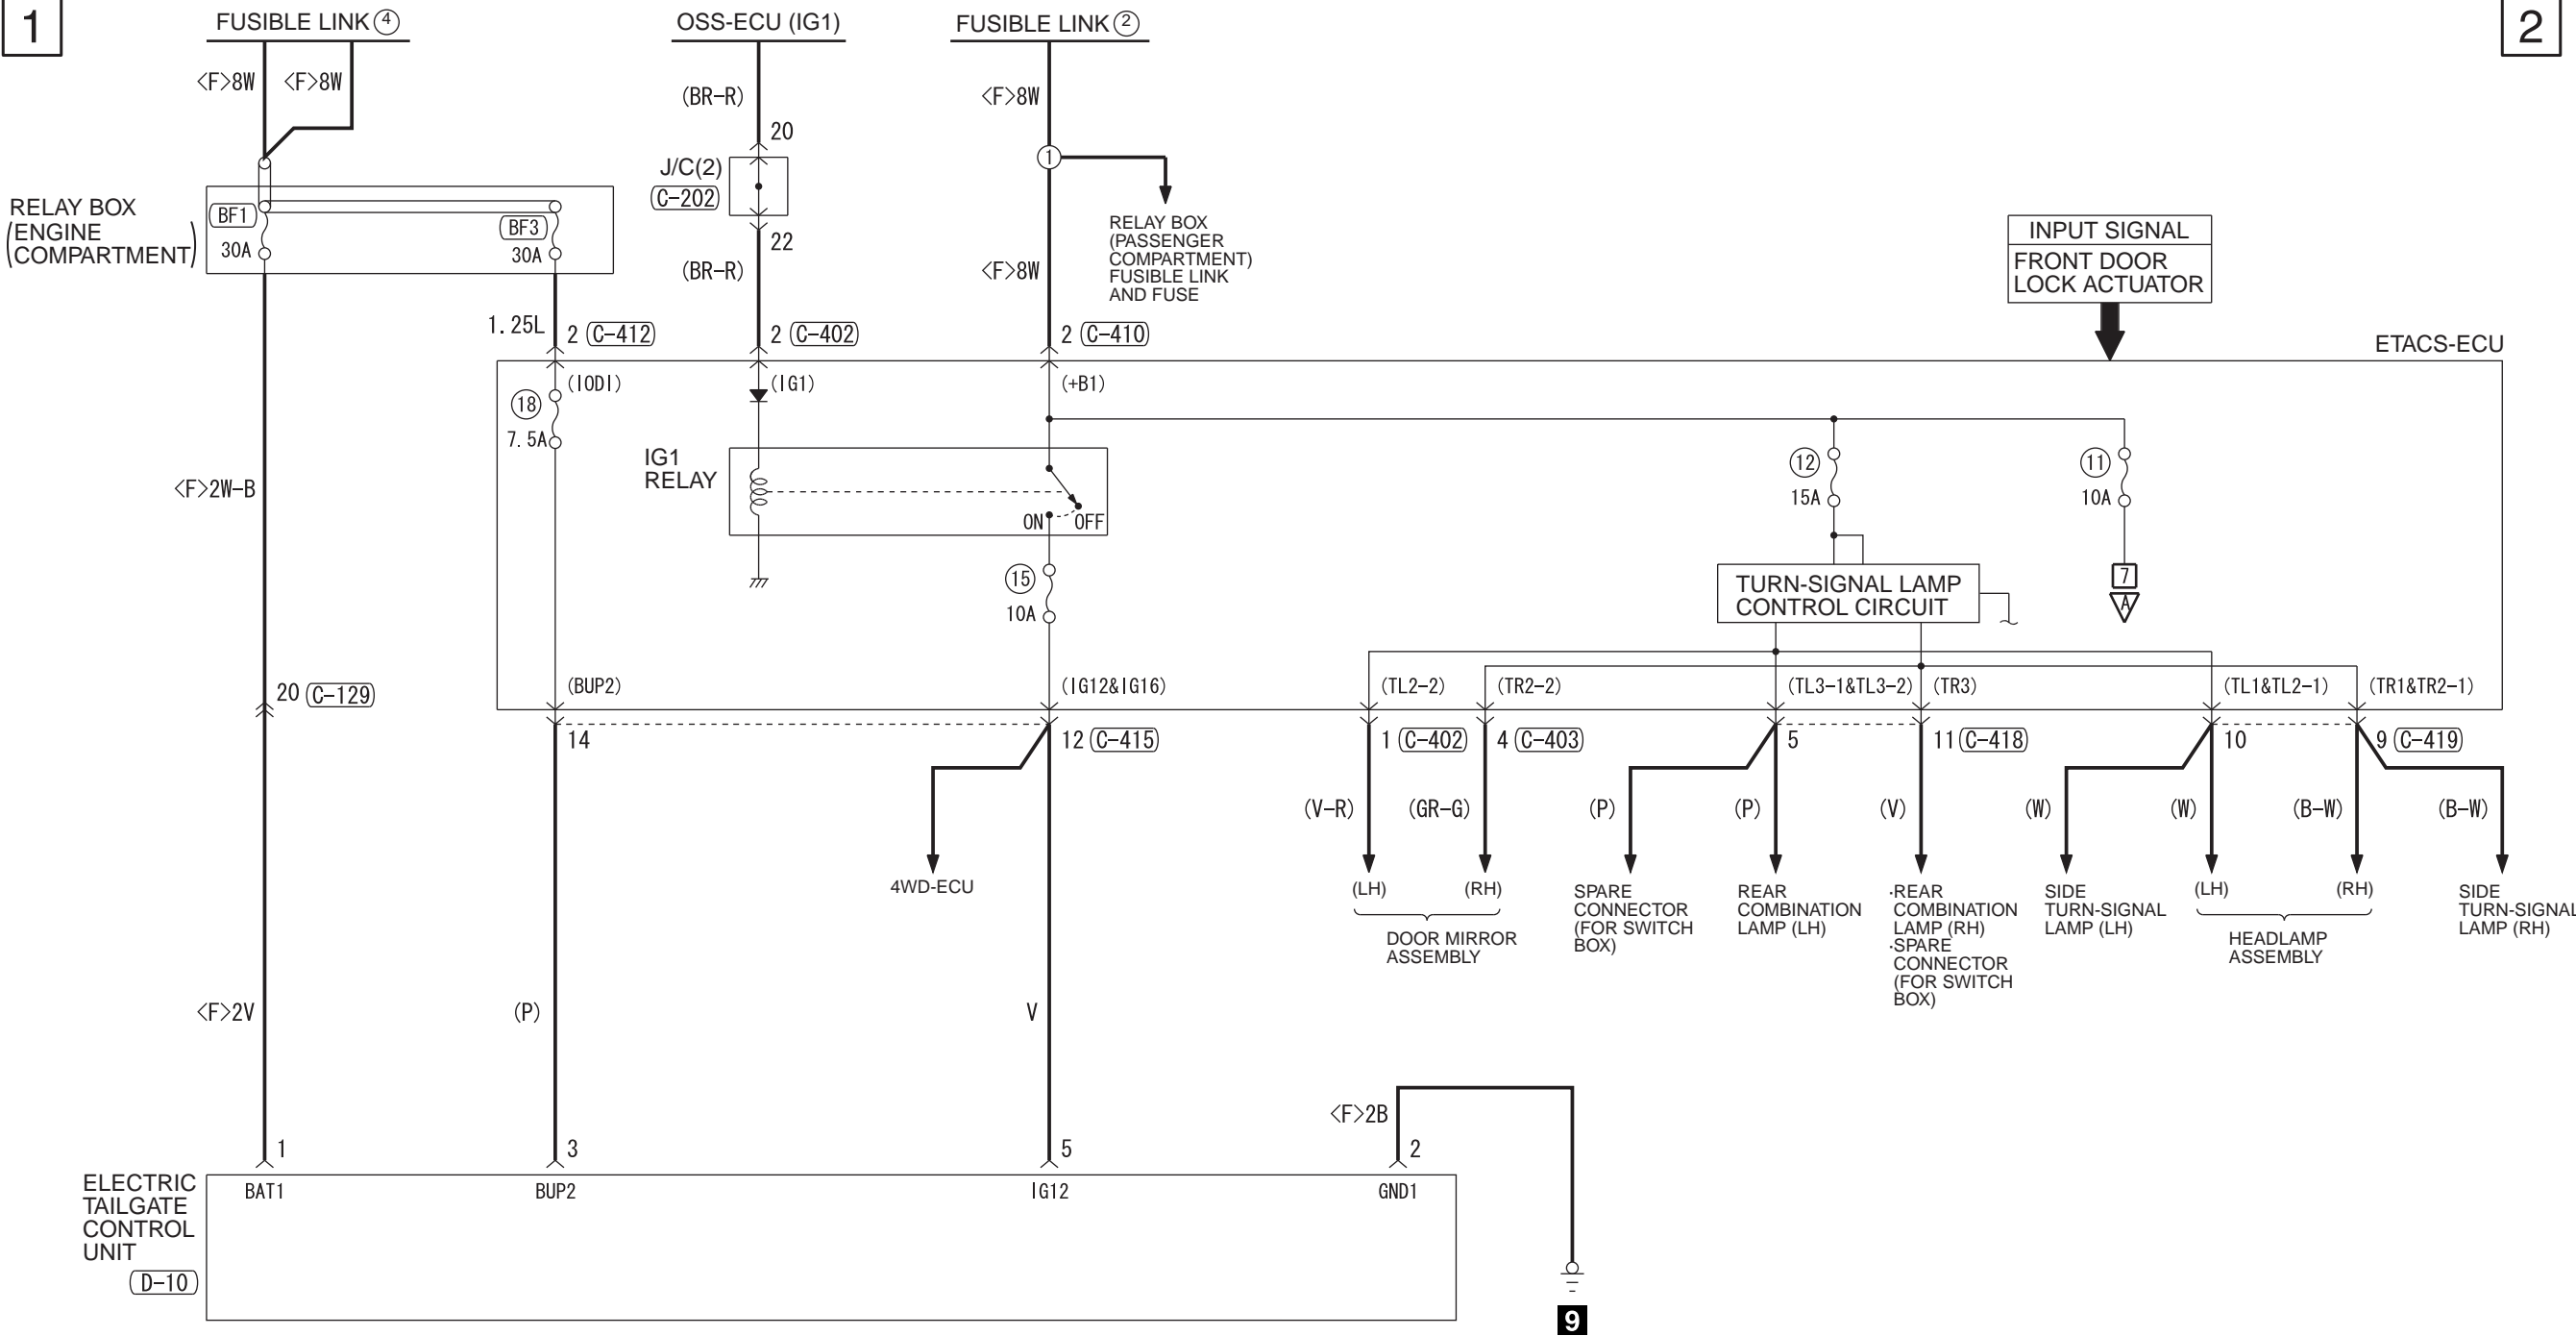 1
FUSIBLE LINK ④
OSS-ECU (IG1)
FUSIBLE LINK ②
2
<F>8W
<F>8W
(BR-R)
<F>8W
20
J/C(2)
C-202
22
(BR-R)
1
<F>8W
RELAY BOX
(PASSENGER
COMPARTMENT)
FUSIBLE LINK
AND FUSE
RELAY BOX
(ENGINE
COMPARTMENT)
BF1
30A
BF3
30A
INPUT SIGNAL
FRONT DOOR
LOCK ACTUATOR
1.25L
2 C-412
2 C-402
2 C-410
ETACS-ECU
(IODI)
(IG1)
(+B1)
18
7.5A
IG1
RELAY
ON
OFF
12
15A
11
10A
<F>2W-B
15
10A
TURN-SIGNAL LAMP
CONTROL CIRCUIT
7
A
20 C-129
(BUP2)
(IG12&IG16)
(TL2-2)
(TR2-2)
(TL3-1&TL3-2)
(TR3)
(TL1&TL2-1)
(TR1&TR2-1)
14
12 C-415
1 C-402
4 C-403
5
11 C-418
10
9 C-419
(V-R)
(GR-G)
(P)
(P)
(V)
(W)
(W)
(B-W)
(B-W)
4WD-ECU
(LH)
(RH)
DOOR MIRROR
ASSEMBLY
SPARE
CONNECTOR
(FOR SWITCH
BOX)
REAR
COMBINATION
LAMP (LH)
·REAR
COMBINATION
LAMP (RH)
·SPARE
CONNECTOR
(FOR SWITCH
BOX)
SIDE
TURN-SIGNAL
LAMP (LH)
(LH)
(RH)
HEADLAMP
ASSEMBLY
SIDE
TURN-SIGNAL
LAMP (RH)
<F>2V
(P)
V
<F>2B
1
3
5
2
ELECTRIC
TAILGATE
CONTROL
UNIT
D-10
BAT1
BUP2
IG12
GND1
9